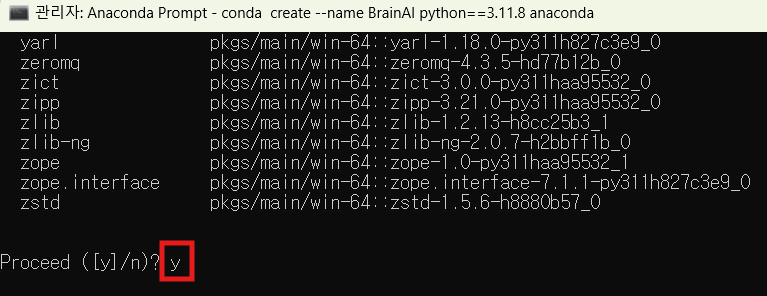 관리자: Anaconda Prompt - conda  create --name BrainAI python==3.11.8 anaconda
yarl pkgs/main/win-64::yarl-1.18.0-py311h827c3e9_0
zeromq pkgs/main/win-64::zeromq-4.3.5-hd77b12b_0
zict pkgs/main/win-64::zict-3.0.0-py311haa95532_0
zipp pkgs/main/win-64::zipp-3.21.0-py311haa95532_0
zlib pkgs/main/win-64::zlib-1.2.13-h8cc25b3_1
zlib-ng pkgs/main/win-64::zlib-ng-2.0.7-h2bbff1b_0
zope pkgs/main/win-64::zope-1.0-py311haa95532_1
zope.interface pkgs/main/win-64::zope.interface-7.1.1-py311h827c3e9_0
zstd pkgs/main/win-64::zstd-1.5.6-h8880b57_0
Proceed ([y]/n)? y